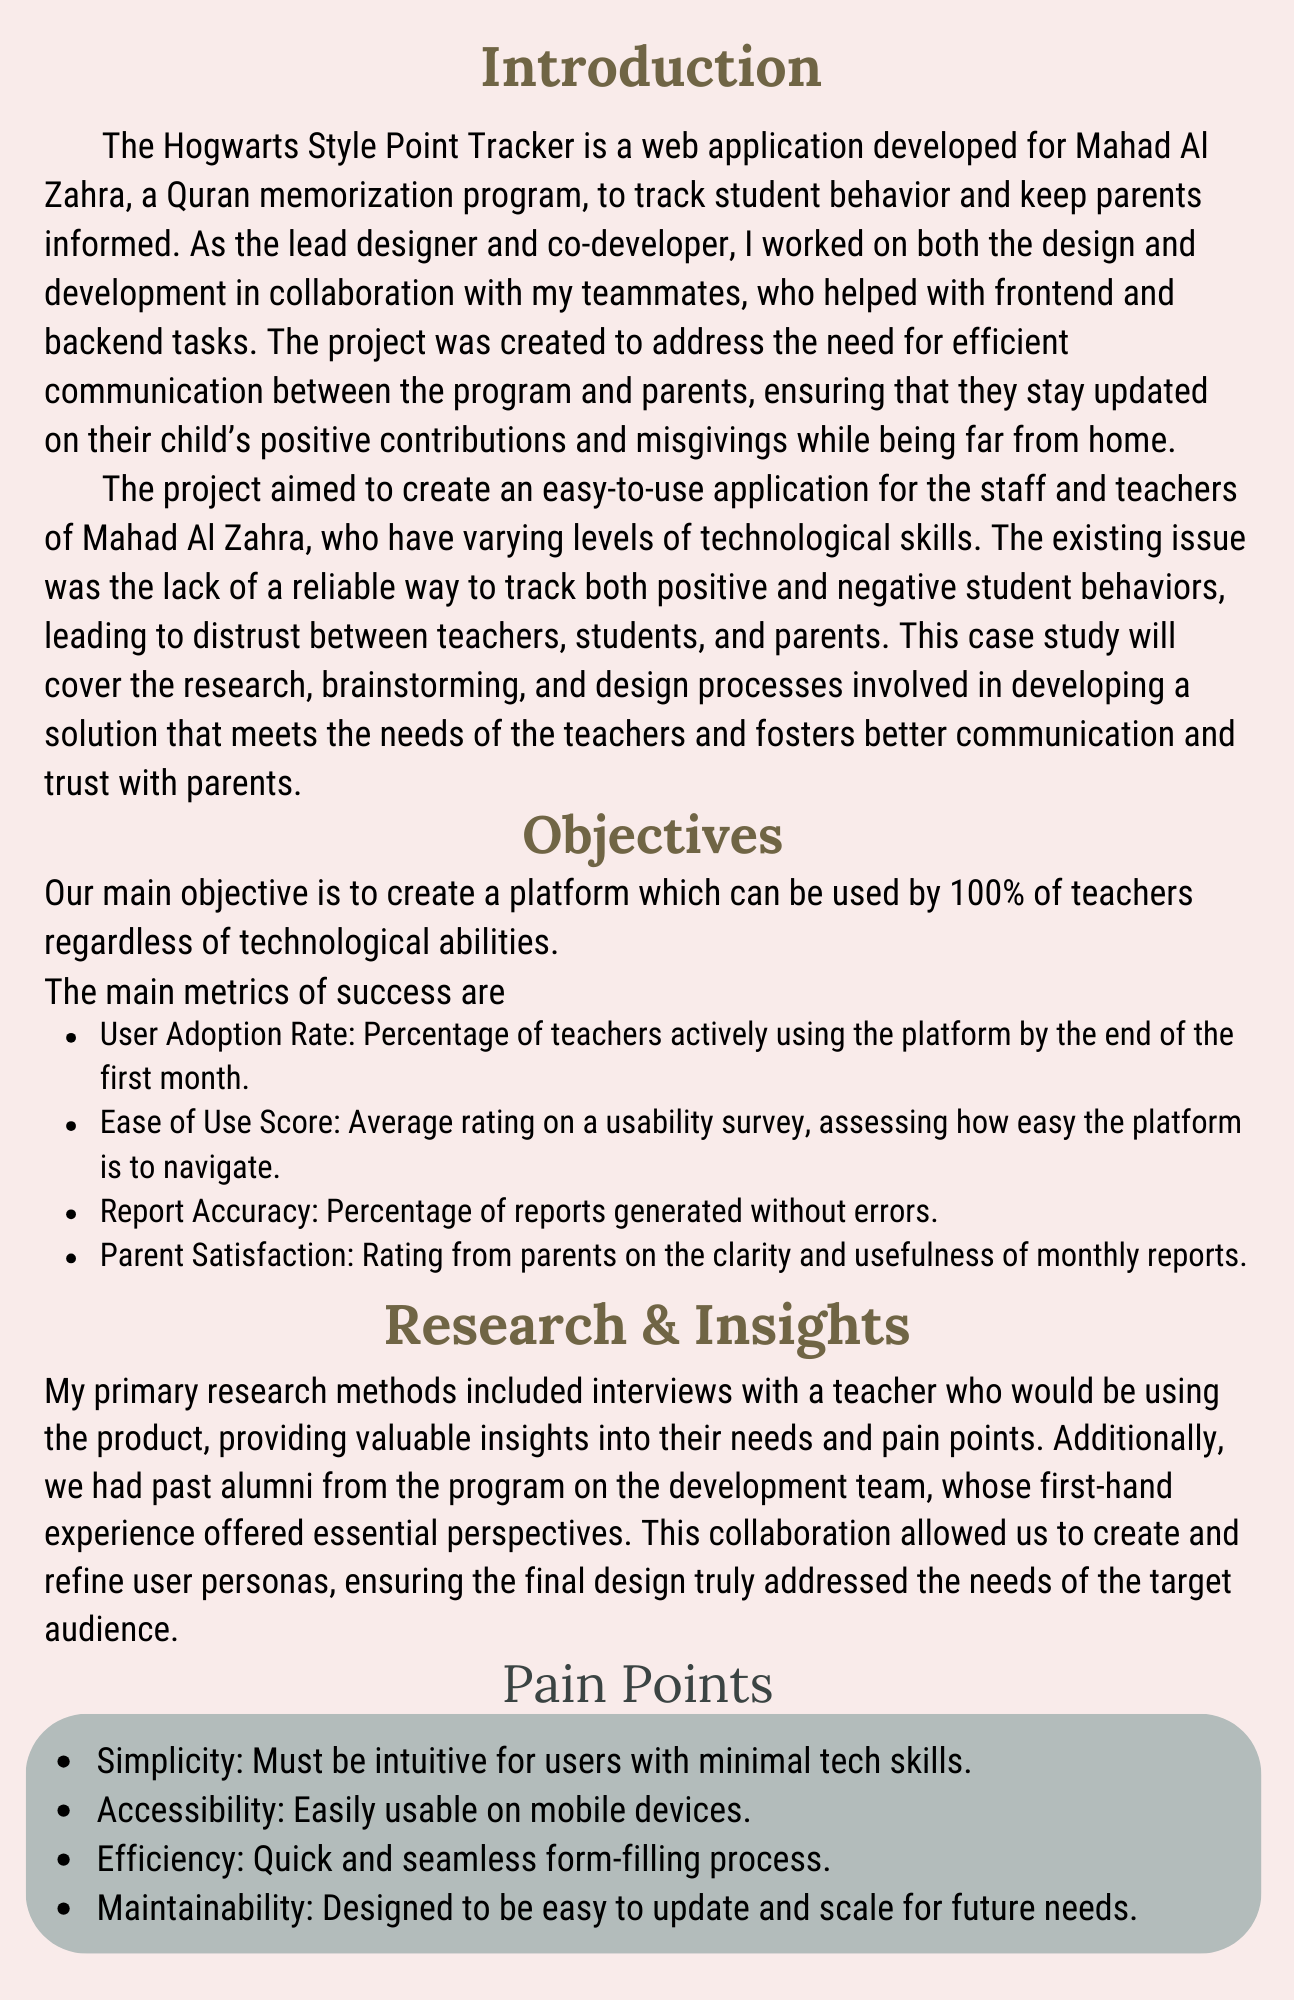 Introduction
The Hogwarts Style Point Tracker is a web application developed for Mahad Al
Zahra, a Quran memorization program, to track student behavior and keep parents
informed. As the lead designer and co-developer, I worked on both the design and
development in collaboration with my teammates, who helped with frontend and
backend tasks. The project was created to address the need for efficient
communication between the program and parents, ensuring that they stay updated
on their child’s positive contributions and misgivings while being far from home.
The project aimed to create an easy-to-use application for the staff and teachers
of Mahad Al Zahra, who have varying levels of technological skills. The existing issue
was the lack of a reliable way to track both positive and negative student behaviors,
leading to distrust between teachers, students, and parents. This case study will
cover the research, brainstorming, and design processes involved in developing a
solution that meets the needs of the teachers and fosters better communication and
trust with parents.
Objectives
Our main objective is to create a platform which can be used by 100% of teachers
regardless of technological abilities.
The main metrics of success are
• User Adoption Rate: Percentage of teachers actively using the platform by the end of the
first month.
• Ease of Use Score: Average rating on a usability survey, assessing how easy the platform
is to navigate.
• Report Accuracy: Percentage of reports generated without errors.
• Parent Satisfaction: Rating from parents on the clarity and usefulness of monthly reports.
Research & Insights
My primary research methods included interviews with a teacher who would be using
the product, providing valuable insights into their needs and pain points. Additionally,
we had past alumni from the program on the development team, whose first-hand
experience offered essential perspectives. This collaboration allowed us to create and
refine user personas, ensuring the final design truly addressed the needs of the target
audience.
Pain Points
• Simplicity: Must be intuitive for users with minimal tech skills.
• Accessibility: Easily usable on mobile devices.
• Efficiency: Quick and seamless form-filling process.
• Maintainability: Designed to be easy to update and scale for future needs.